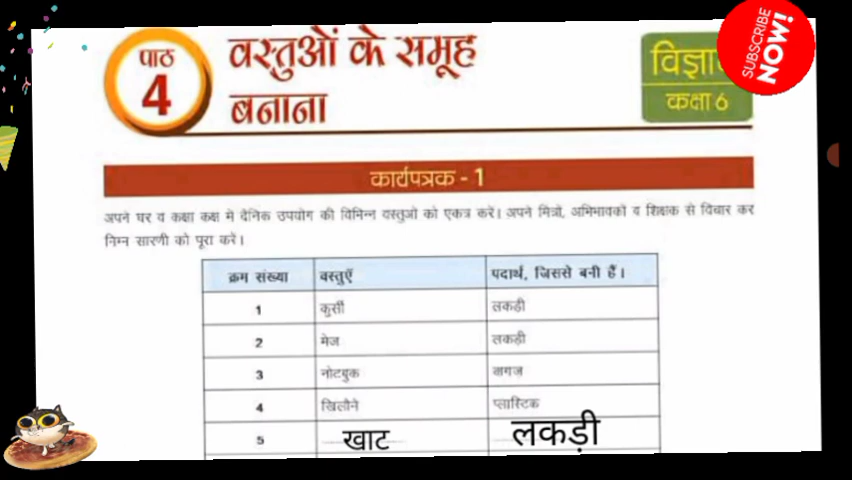 पाठ
4
वस्तुओं के समूह
बनाना
कक्षा 6
SUBSCRIBE
NOW!
कार्यपत्रक - 1
अपने घर व कक्षा कक्ष मे दैनिक उपयोग की विभिन्न वस्तुओं को एकत्र करें। अपने मित्रों, अभिभावकों व शिक्षक से विचार कर
निम्न सारणी को पूरा करें।
क्रम संख्या वस्तुएँ पदार्थ, जिससे बनी हैं।
1 कुर्सी लकड़ी
2 मेज लकड़ी
3 नोटबुक कागज
4 खिलौने प्लास्टिक
5 खाट लकड़ी